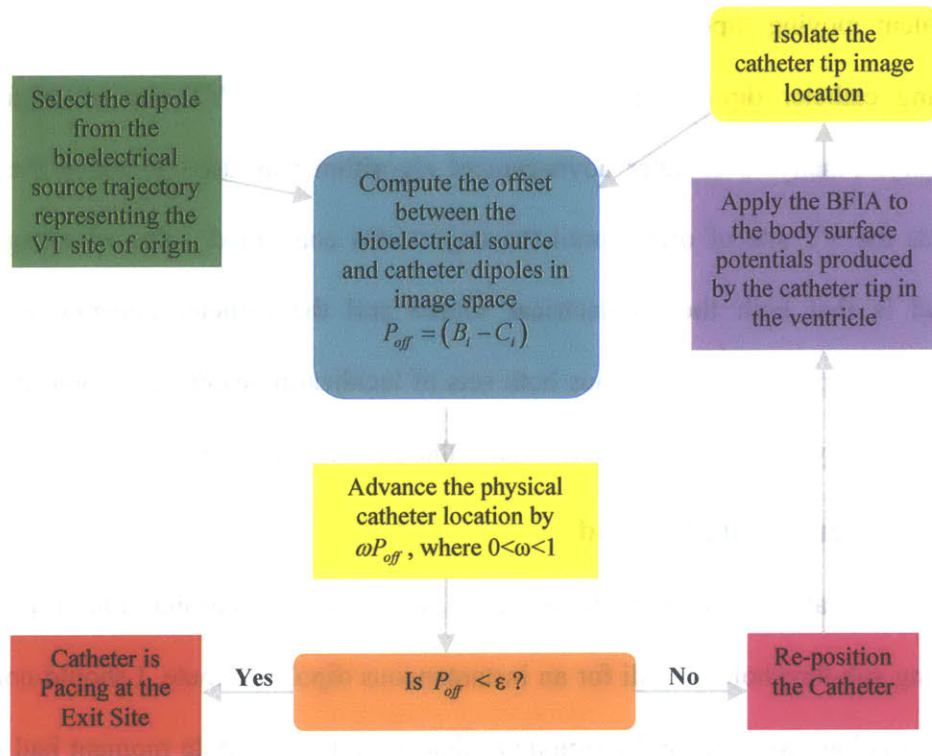 Select the dipole
from the
bioelectrical
source trajectory
representing the
VT site of origin
Isolate the
catheter tip image
location
Compute the offset
between the
bioelectrical source
and catheter dipoles in
image space
P_off = (B_i − C_i)
Apply the BFIA to
the body surface
potentials produced
by the catheter tip in
the ventricle
Advance the physical
catheter location by
ωP_off , where 0<ω<1
Catheter is
Pacing at the
Exit Site
Yes
Is P_off < ε ?
No
Re-position
the Catheter